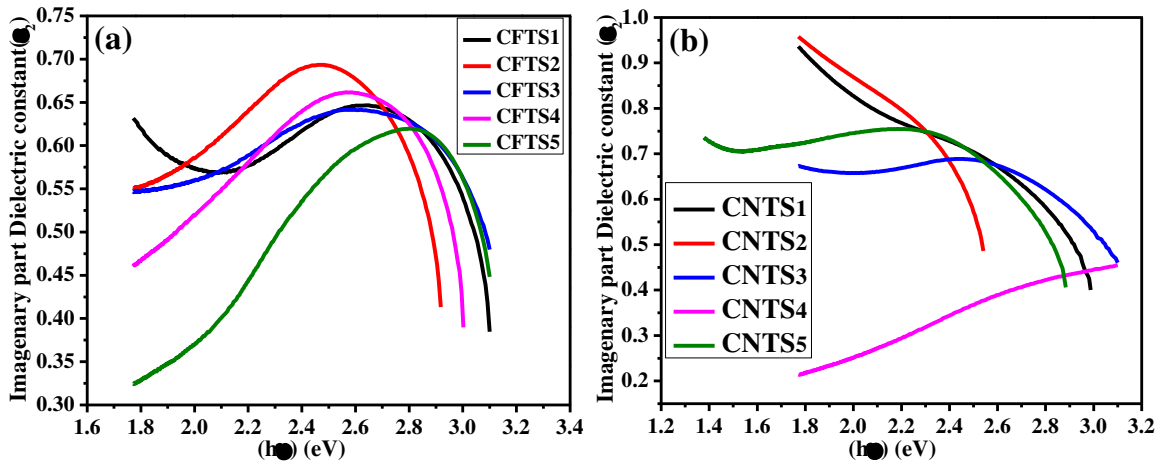 (a)
CFTS1
CFTS2
CFTS3
CFTS4
CFTS5
Imagenary part Dielectric constant( 2)
0.75
0.70
0.65
0.60
0.55
0.50
0.45
0.40
0.35
0.30
1.6 1.8 2.0 2.2 2.4 2.6 2.8 3.0 3.2 3.4
(h ) (eV)
(b)
CNTS1
CNTS2
CNTS3
CNTS4
CNTS5
Imagenary part Dielectric constant ( 2)
1.0
0.9
0.8
0.7
0.6
0.5
0.4
0.3
0.2
1.2 1.4 1.6 1.8 2.0 2.2 2.4 2.6 2.8 3.0 3.2
(h ) (eV)